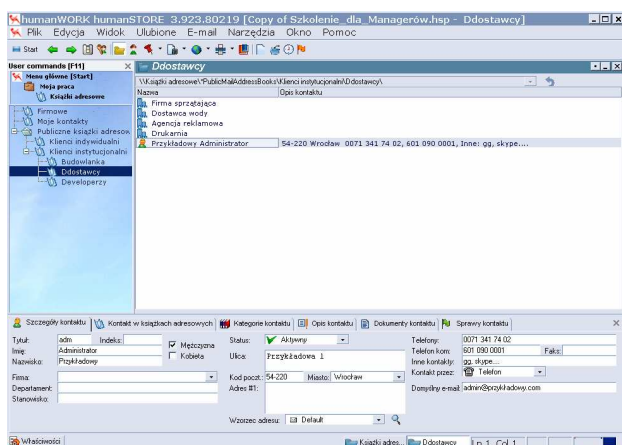 humanWORK humanSTORE 3.923.80219 [Copy of Szkolenie_dla_Managerów.hsp - Ddostawcy]
Plik Edycja Widok Ulubione E-mail Narzędzia Okno Pomoc
Start
User commands [F11]
Menu główne [Start]
Moja praca
Książki adresowe
Firmowe
Moje kontakty
Publiczne książki adresow
Klienci indywidualni
Klienci instytucjonalni
Budowlanka
Ddostawcy
Developerzy
Ddostawcy
\\Książki adresowe\*PublicMailAddressBooks\Klienci instytucjonalni\Ddostawcy\
Nazwa Opis kontaktu
Firma sprzątająca
Dostawca wody
Agencja reklamowa
Drukarnia
Przykładowy Administrator 54-220 Wrocław 0071 341 74 02, 601 090 0001, Inne: gg, skype....
Szczegóły kontaktu Kontakt w książkach adresowych Kategorie kontaktu Opis kontaktu Dokumenty kontaktu Sprawy kontaktu
Tytuł: adm Indeks:
Imię: Administrator
Nazwisko: Przykładowy
Mężczyzna
Kobieta
Firma:
Departament:
Stanowisko:
Status: Aktywny
Ulica: Przykładowa 1
Kod poczt.: 54-220 Miasto: Wrocław
Adres #1:
Wzorzec adresu: Default
Telefony: 0071 341 74 02
Telefon kom: 601 090 0001 Faks:
Inne kontakty: gg, skype...
Kontakt przez: Telefon
Domyślny e-mail: admin@przykładowy.com
Właściwości
Książki adres... Ddostawcy Ln 1, Col 1